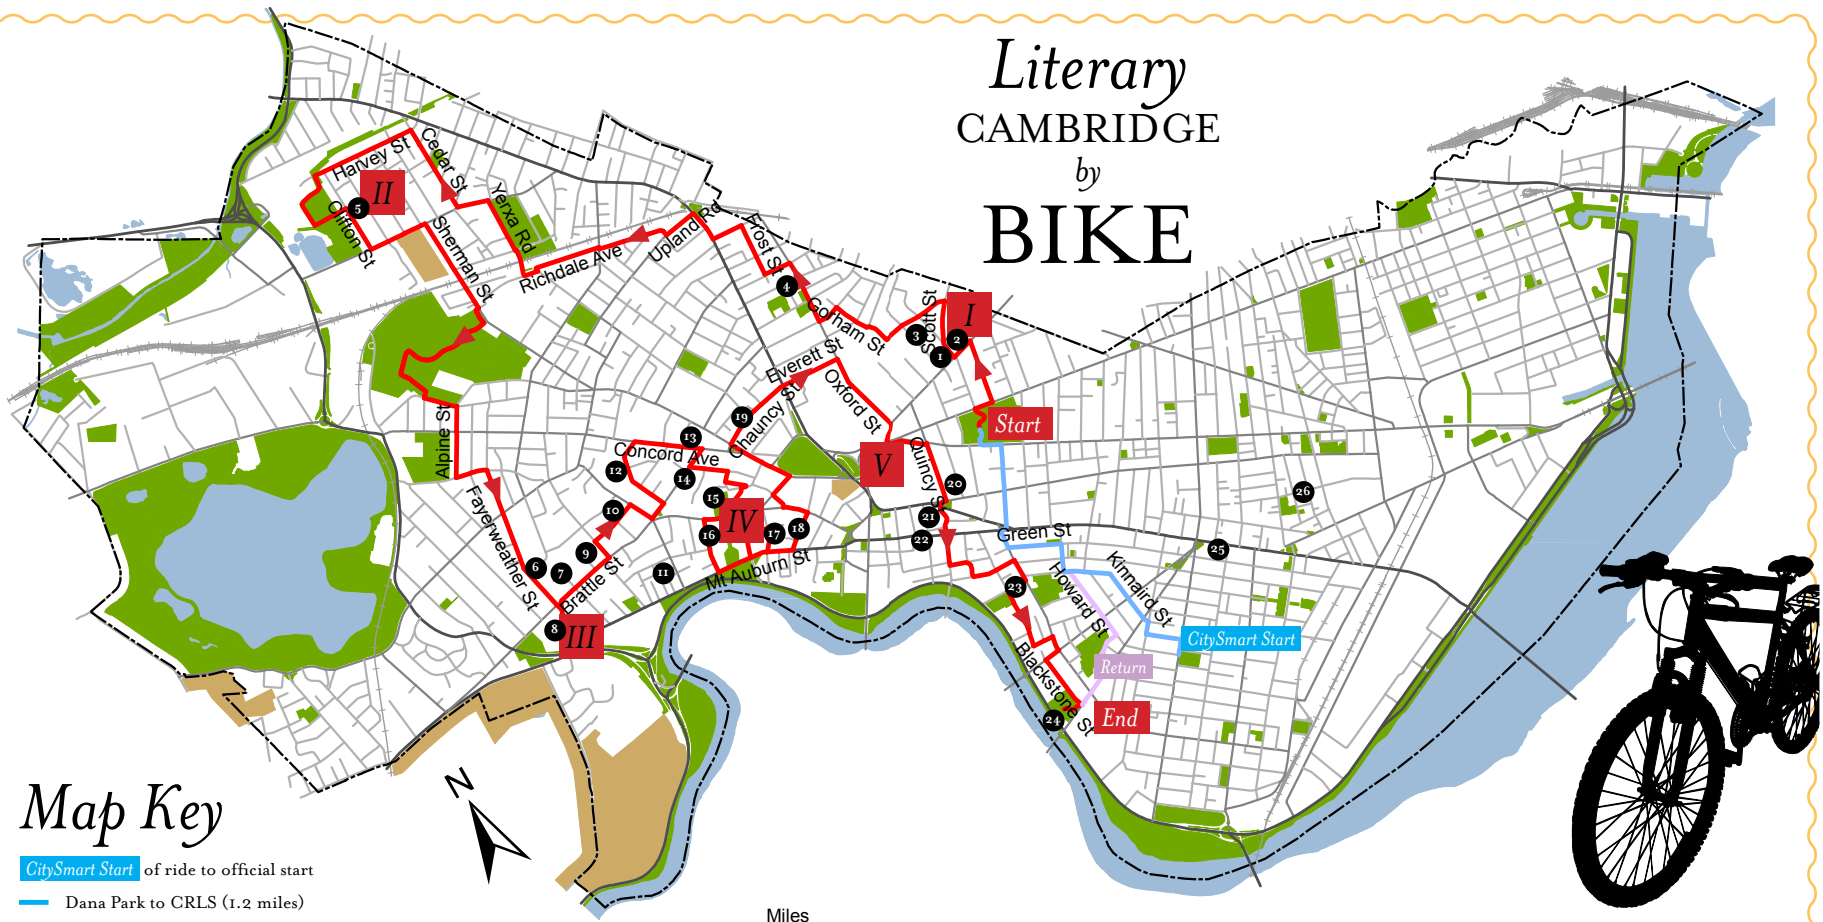 Literary
CAMBRIDGE
by
BIKE
Harvey St
Cedar St
II
5
Clifton St
Yerxa Rd
Sherman St
Richdale Ave
Upland Rd
Frost St
4
Gorham St
Scott St
I
3
2
1
Everett St
Oxford St
Chauncy St
19
Start
Alpine St
13
Concord Ave
12
14
V
Quincy St
20
15
10
IV
16
17
18
21
22
26
Green St
25
Fayerweather St
9
6
7
11
Mt Auburn St
Brattle St
8
III
23
Howard St
Kinnaird St
CitySmart Start
Return
Blackstone St
24
End
N
Map Key
CitySmart Start of ride to official start
Dana Park to CRLS (1.2 miles)
Miles